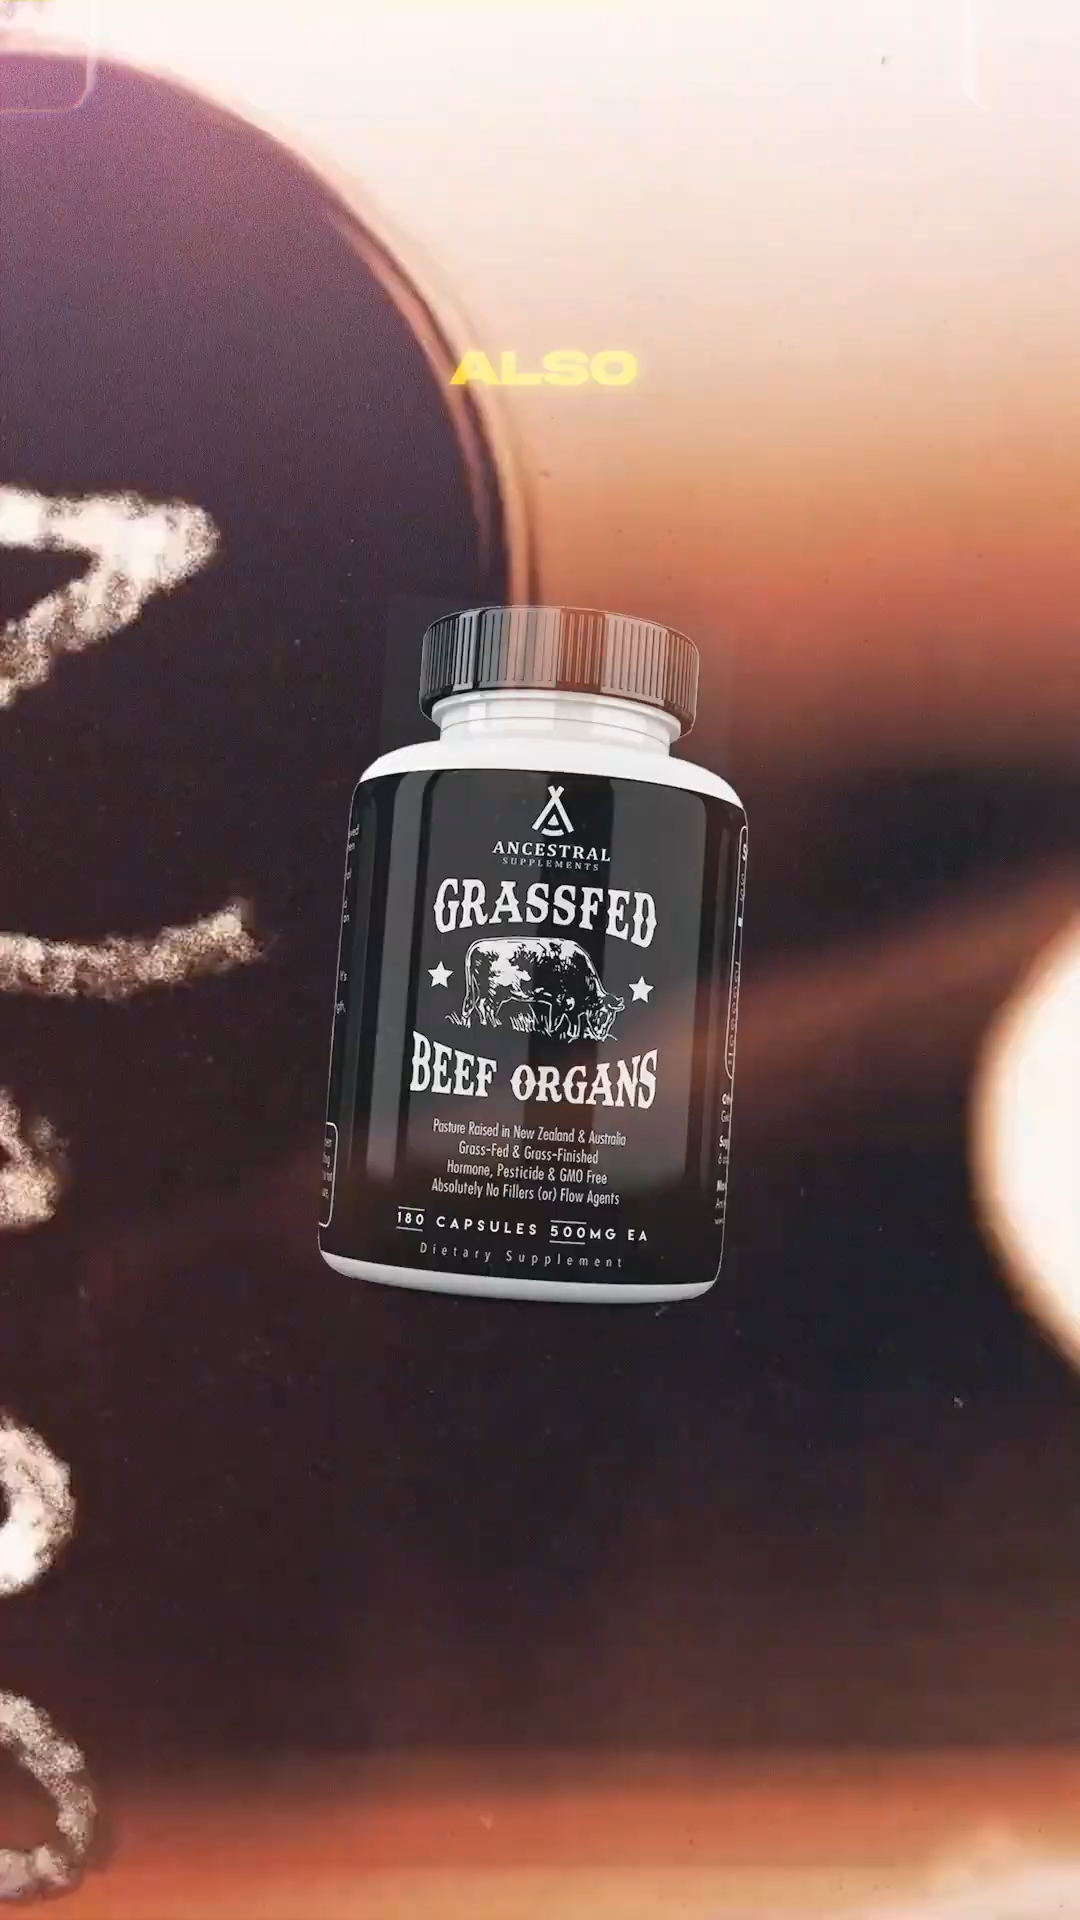 ALSO
ANCESTRAL
SUPPLEMENTS
GRASSFED
BEEF ORGANS
Pasture Raised in New Zealand & Australia
Grass-Fed & Grass-Finished
Hormone, Pesticide & GMO Free
Absolutely No Fillers (or) Flow Agents
180 CAPSULES 500MG EA
Dietary Supplement